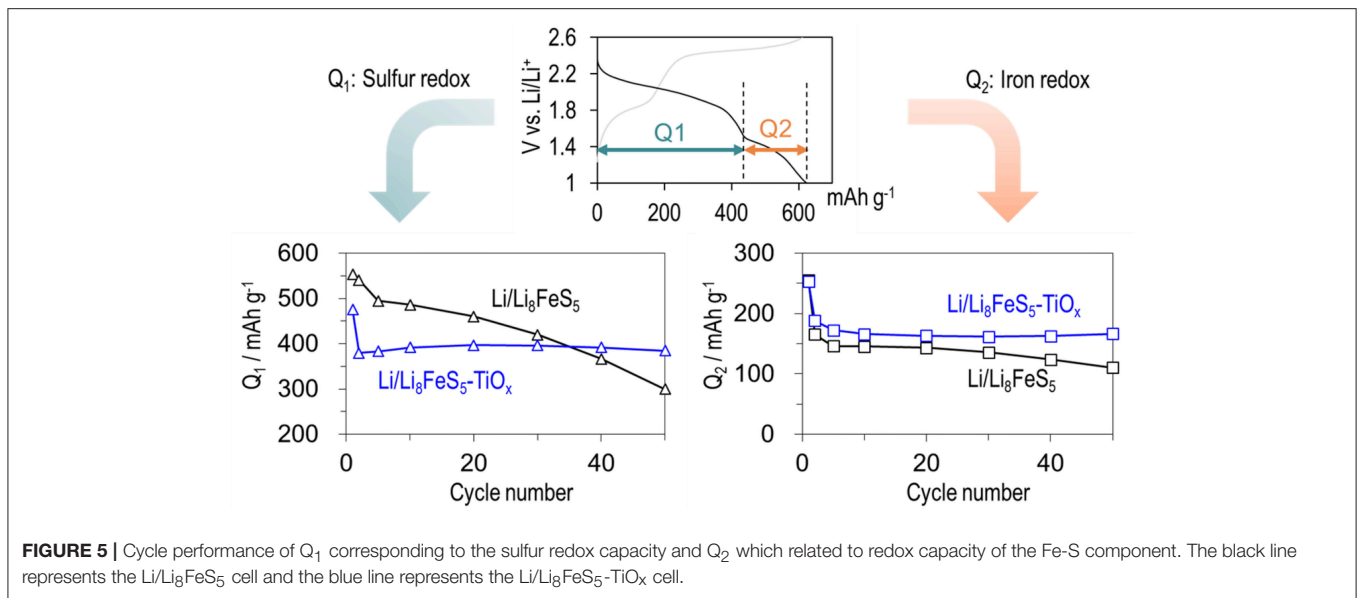 Q₁: Sulfur redox
Q₂: Iron redox
V vs. Li/Li⁺
2.6
2.2
1.8
1.4
1
Q1
Q2
0
200
400
600
mAh g⁻¹
Q₁ / mAh g⁻¹
600
500
400
300
200
Li/Li₈FeS₅
Li/Li₈FeS₅-TiOₓ
0
20
40
Cycle number
Q₂ / mAh g⁻¹
300
200
100
0
Li/Li₈FeS₅-TiOₓ
Li/Li₈FeS₅
0
20
40
Cycle number
FIGURE 5 | Cycle performance of Q₁ corresponding to the sulfur redox capacity and Q₂ which related to redox capacity of the Fe-S component. The black line
represents the Li/Li₈FeS₅ cell and the blue line represents the Li/Li₈FeS₅-TiOₓ cell.